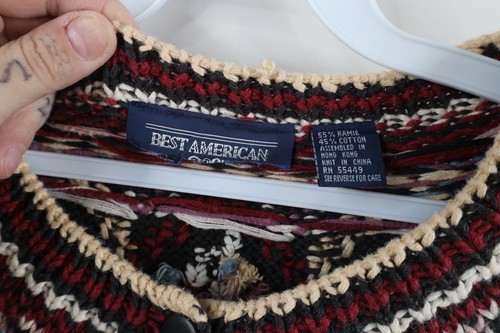 BEST AMERICAN
55% RAMIE
45% COTTON
ASSEMBLED IN
HONG KONG
KNIT IN CHINA
RN 55449
SEE REVERSE FOR CARE